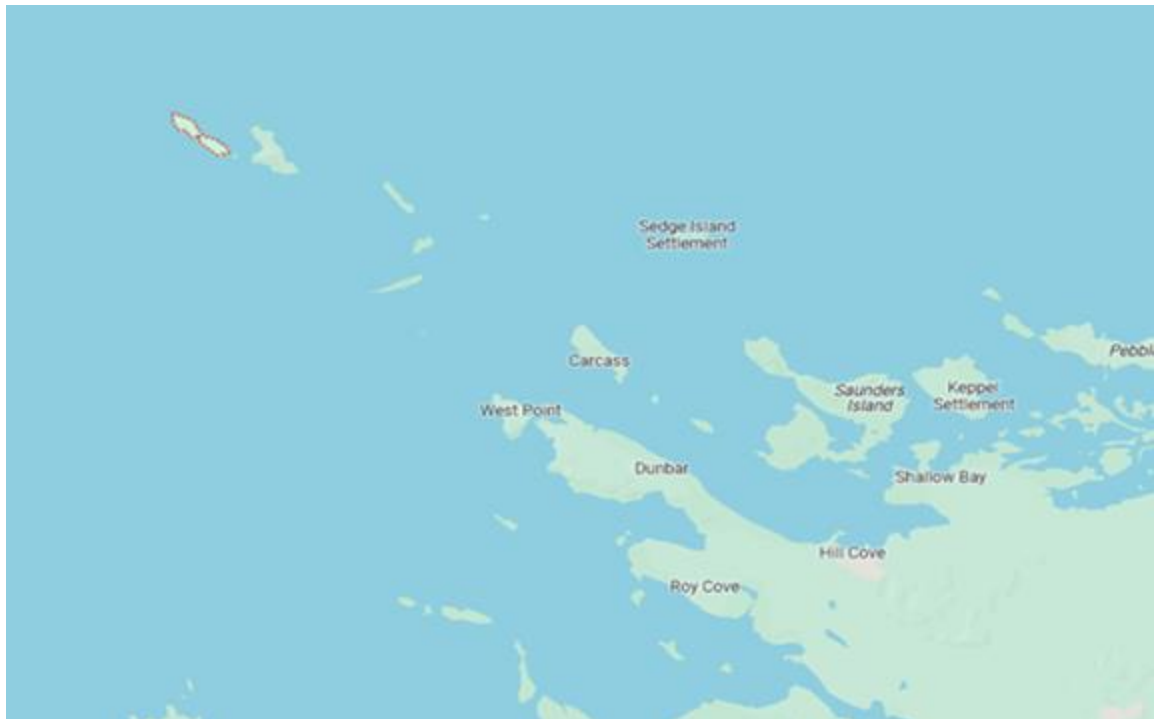 Sedge Island
Settlement
Carcass
West Point
Saunders
Island
Keppel
Settlement
Dunbar
Shallow Bay
Hill Cove
Roy Cove